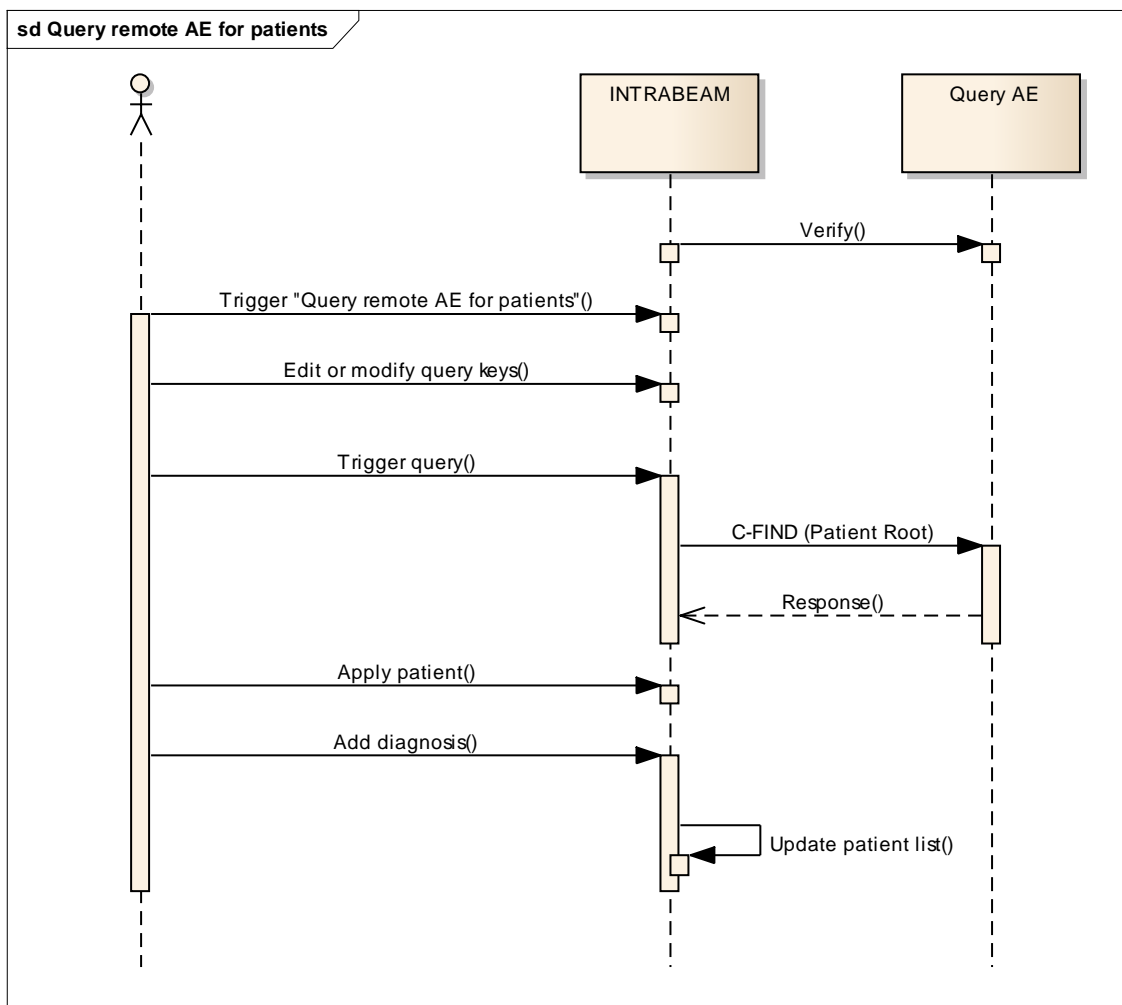 sd Query remote AE for patients
INTRABEAM
Query AE
Verify()
Trigger "Query remote AE for patients"()
Edit or modify query keys()
Trigger query()
C-FIND (Patient Root)
Response()
Apply patient()
Add diagnosis()
Update patient list()